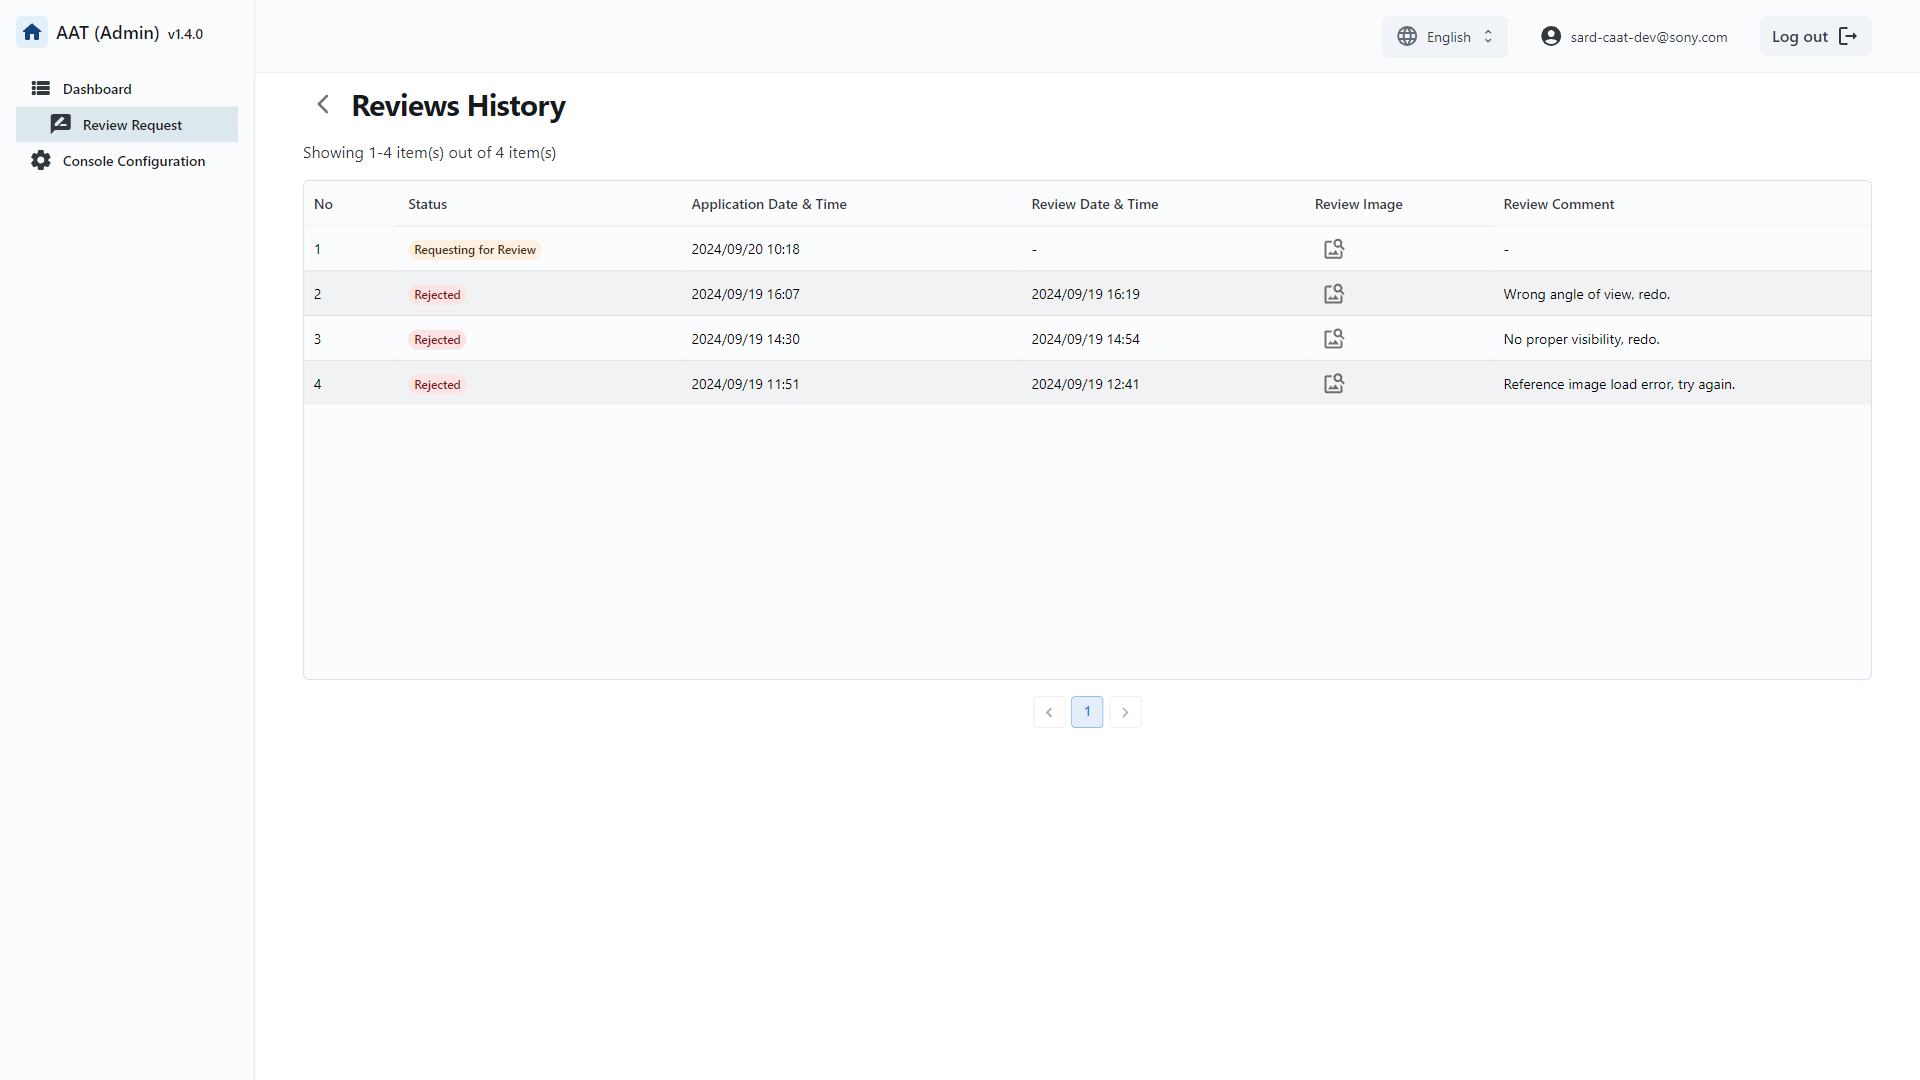 AAT (Admin) v1.4.0
English
sard-caat-dev@sony.com
Log out
Dashboard
Review Request
Console Configuration
Reviews History
Showing 1-4 item(s) out of 4 item(s)
No Status Application Date & Time Review Date & Time Review Image Review Comment
1 Requesting for Review 2024/09/20 10:18 - -
2 Rejected 2024/09/19 16:07 2024/09/19 16:19 Wrong angle of view, redo.
3 Rejected 2024/09/19 14:30 2024/09/19 14:54 No proper visibility, redo.
4 Rejected 2024/09/19 11:51 2024/09/19 12:41 Reference image load error, try again.
1